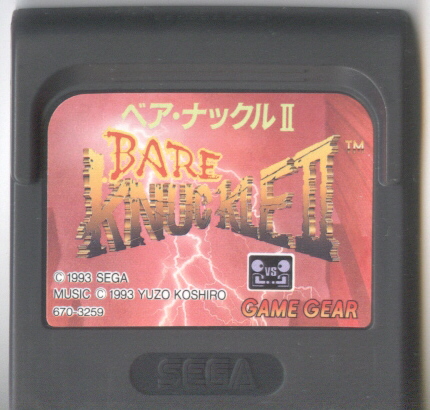 ベア・ナックルⅡ
BARE
KNUCKLE II ™
VS
© 1993 SEGA
MUSIC © 1993 YUZO KOSHIRO
670-3259
GAME GEAR
SEGA